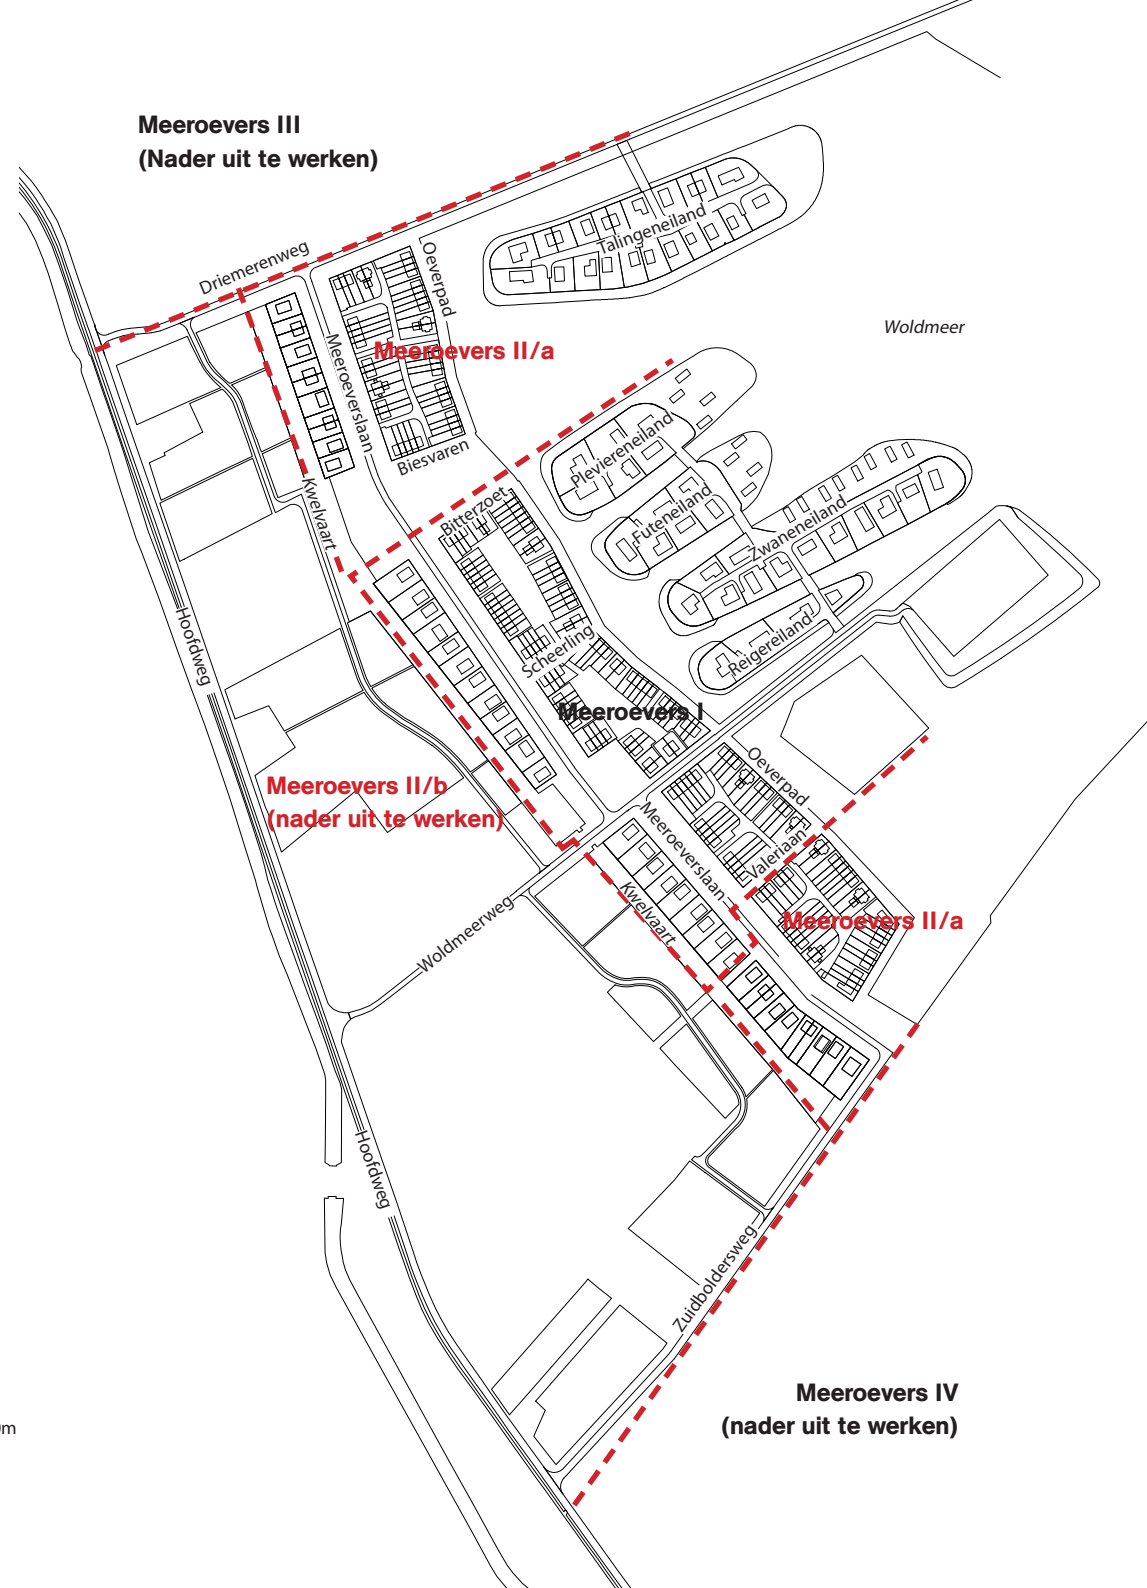 Meeroevers III
(Nader uit te werken)
Driemerenweg
Oeverpad
Talingeneiland
Woldmeer
Meeroevers II/a
Meeroeverslaan
Biesvaren
Pleviereneiland
Kwelvaart
Bitterzoet
Futeneiland
Zwaneneiland
Hoofdweg
Scheerling
Reigereiland
Meeroevers I
Meeroevers II/b
(nader uit te werken)
Oeverpad
Meeroeverslaan
Valeriaan
Kwelvaart
Meeroevers II/a
Woldmeerweg
Hoofdweg
Zuidboldersweg
Meeroevers IV
(nader uit te werken)